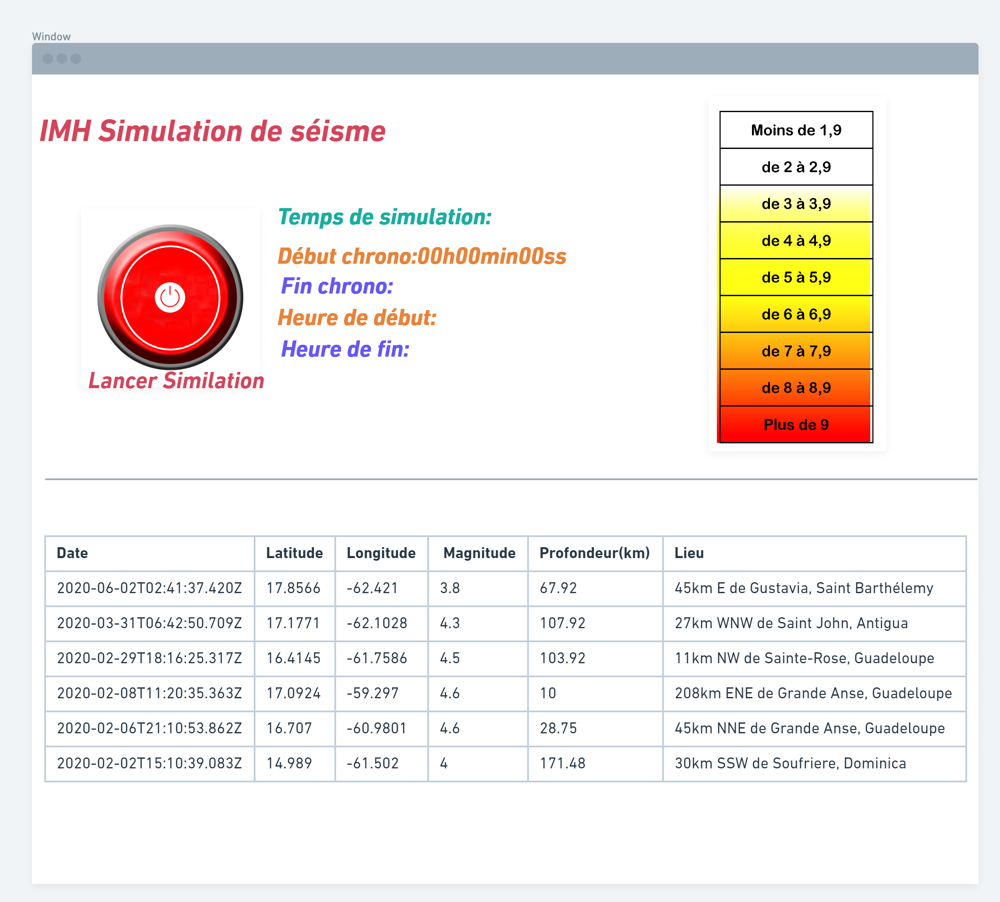 Window
IMH Simulation de séisme
Temps de simulation:
Début chrono:00h00min00ss
Fin chrono:
Heure de début:
Heure de fin:
Lancer Similation
Moins de 1,9
de 2 à 2,9
de 3 à 3,9
de 4 à 4,9
de 5 à 5,9
de 6 à 6,9
de 7 à 7,9
de 8 à 8,9
Plus de 9
Date Latitude Longitude Magnitude Profondeur(km) Lieu
2020-06-02T02:41:37.420Z 17.8566 -62.421 3.8 67.92 45km E de Gustavia, Saint Barthélemy
2020-03-31T06:42:50.709Z 17.1771 -62.1028 4.3 107.92 27km WNW de Saint John, Antigua
2020-02-29T18:16:25.317Z 16.4145 -61.7586 4.5 103.92 11km NW de Sainte-Rose, Guadeloupe
2020-02-08T11:20:35.363Z 17.0924 -59.297 4.6 10 208km ENE de Grande Anse, Guadeloupe
2020-02-06T21:10:53.862Z 16.707 -60.9801 4.6 28.75 45km NNE de Grande Anse, Guadeloupe
2020-02-02T15:10:39.083Z 14.989 -61.502 4 171.48 30km SSW de Soufriere, Dominica